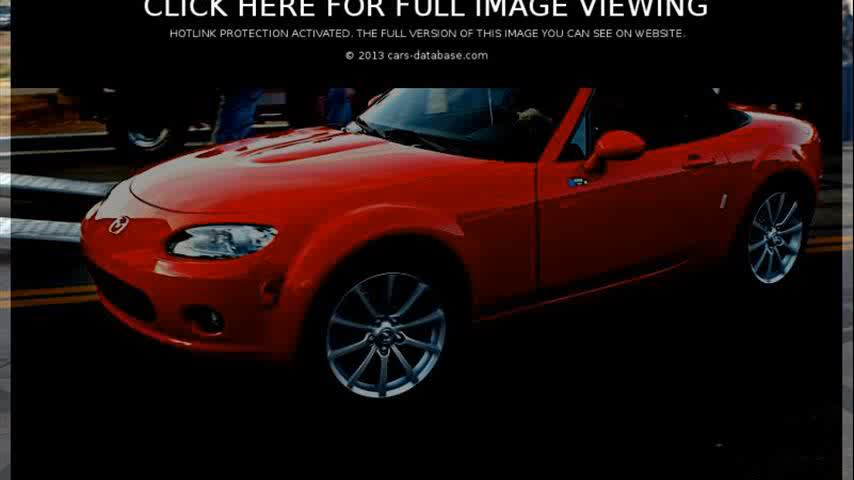 CLICK HERE FOR FULL IMAGE VIEWING
HOTLINK PROTECTION ACTIVATED. THE FULL VERSION OF THIS IMAGE YOU CAN SEE ON WEBSITE.
© 2013 cars-database.com